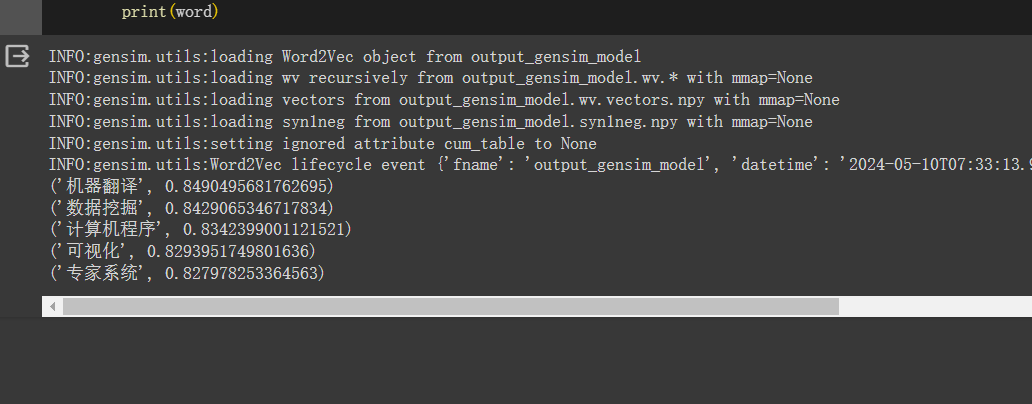 print(word)
INFO:gensim.utils:loading Word2Vec object from output_gensim_model
INFO:gensim.utils:loading wv recursively from output_gensim_model.wv.* with mmap=None
INFO:gensim.utils:loading vectors from output_gensim_model.wv.vectors.npy with mmap=None
INFO:gensim.utils:loading syn1neg from output_gensim_model.syn1neg.npy with mmap=None
INFO:gensim.utils:setting ignored attribute cum_table to None
INFO:gensim.utils:Word2Vec lifecycle event {'fname': 'output_gensim_model', 'datetime': '2024-05-10T07:33:13.9
('机器翻译', 0.8490495681762695)
('数据挖掘', 0.8429065346717834)
('计算机程序', 0.8342399001121521)
('可视化', 0.8293951749801636)
('专家系统', 0.827978253364563)